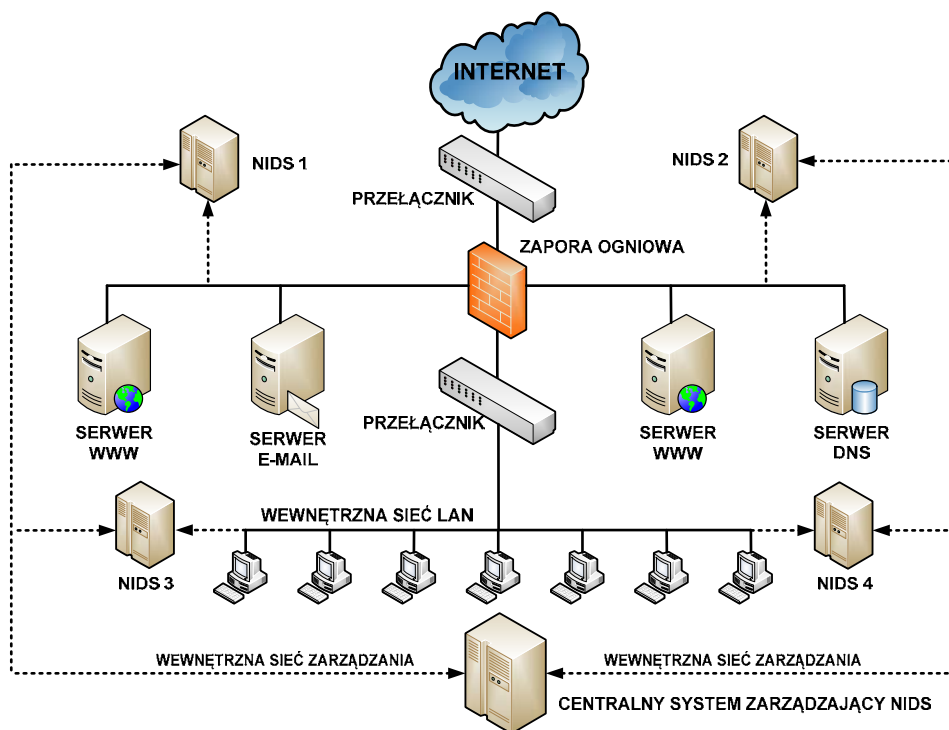 INTERNET
NIDS 1
NIDS 2
PRZEŁĄCZNIK
ZAPORA OGNIOWA
SERWER
WWW
SERWER
E-MAIL
PRZEŁĄCZNIK
SERWER
WWW
SERWER
DNS
WEWNĘTRZNA SIEĆ LAN
NIDS 3
NIDS 4
WEWNĘTRZNA SIEĆ ZARZĄDZANIA
WEWNĘTRZNA SIEĆ ZARZĄDZANIA
CENTRALNY SYSTEM ZARZĄDZAJĄCY NIDS